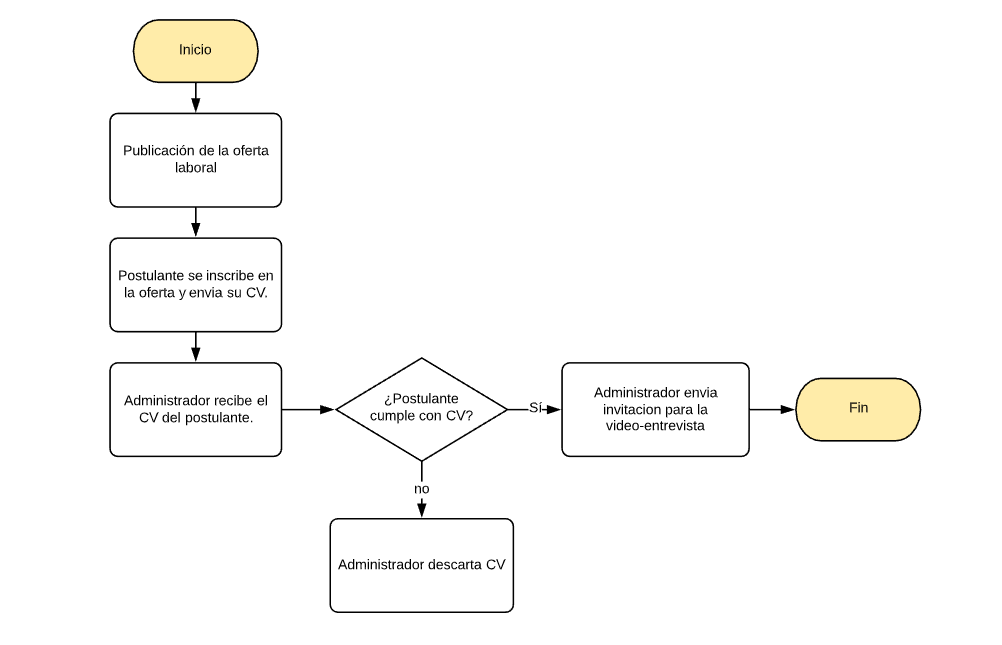 Inicio
Publicación de la oferta
laboral
Postulante se inscribe en
la oferta y envia su CV.
Administrador recibe el
CV del postulante.
¿Postulante
cumple con CV?
Sí
Administrador envia
invitacion para la
video-entrevista
Fin
no
Administrador descarta CV